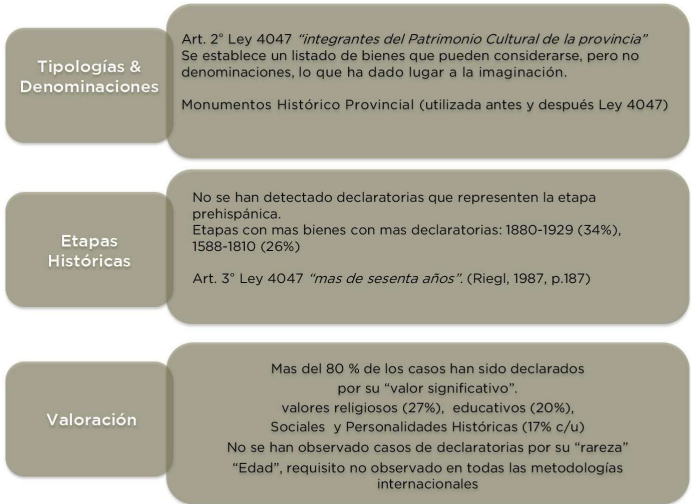 Tipologías &
Denominaciones
Art. 2° Ley 4047 “integrantes del Patrimonio Cultural de la provincia”
Se establece un listado de bienes que pueden considerarse, pero no
denominaciones, lo que ha dado lugar a la imaginación.
Monumentos Histórico Provincial (utilizada antes y después Ley 4047)
Etapas
Históricas
No se han detectado declaratorias que representen la etapa
prehispánica.
Etapas con mas bienes con mas declaratorias: 1880-1929 (34%),
1588-1810 (26%)
Art. 3° Ley 4047 “mas de sesenta años”. (Riegl, 1987, p.187)
Valoración
Mas del 80 % de los casos han sido declarados
por su “valor significativo”.
valores religiosos (27%), educativos (20%),
Sociales y Personalidades Históricas (17% c/u)
No se han observado casos de declaratorias por su “rareza”
“Edad”, requisito no observado en todas las metodologías
internacionales